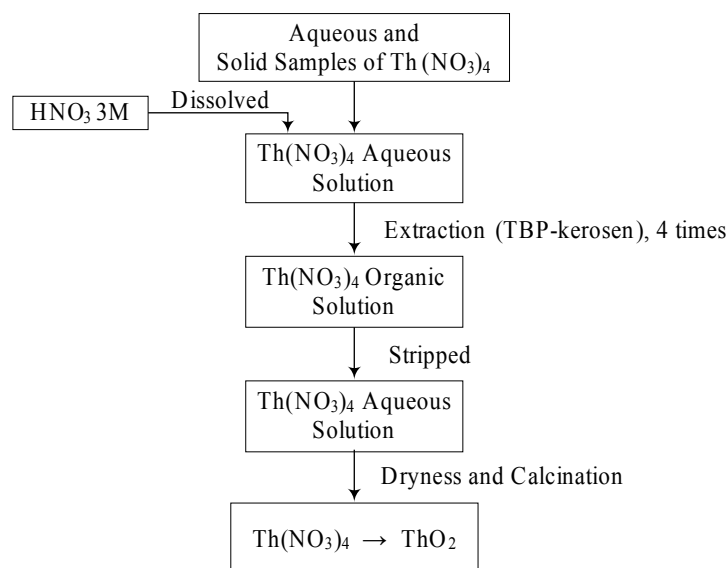 Aqueous and
Solid Samples of Th (NO₃)₄
Dissolved
HNO₃ 3M
Th(NO₃)₄ Aqueous
Solution
Extraction (TBP-kerosen), 4 times
Th(NO₃)₄ Organic
Solution
Stripped
Th(NO₃)₄ Aqueous
Solution
Dryness and Calcination
Th(NO₃)₄ → ThO₂